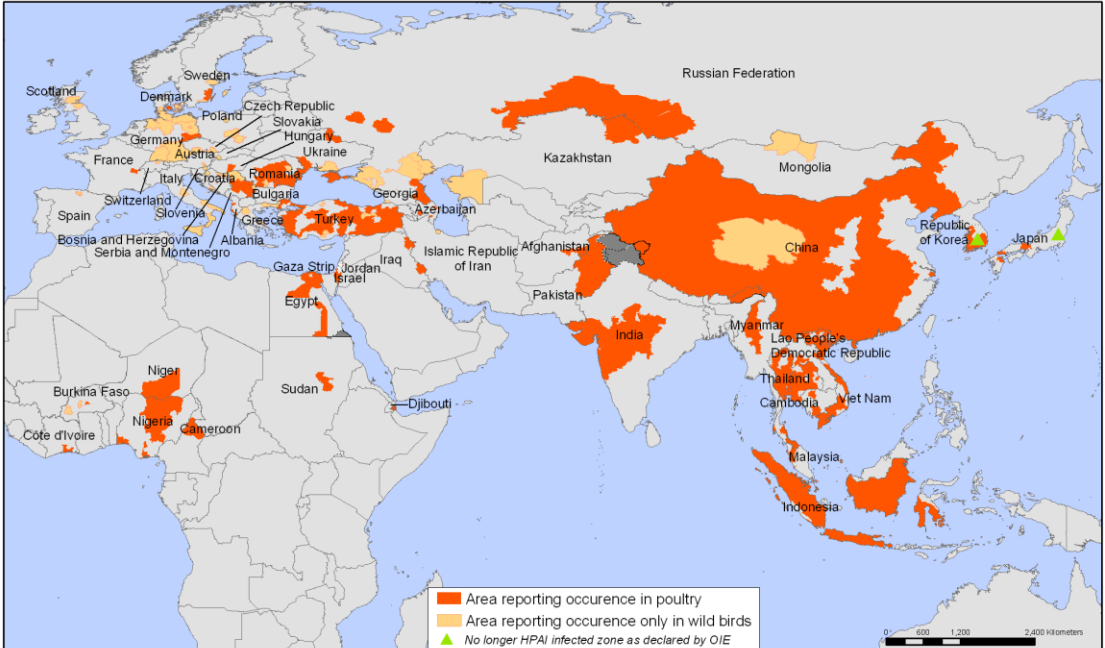 Russian Federation
Sweden
Scotland
Denmark
Czech Republic
Poland
Slovakia
Hungary
Germany
Ukraine
Austria
France
Kazakhstan
Mongolia
Italy
Croatia
Romania
Georgia
Bulgaria
Switzerland
Azerbaijan
Spain
Slovenia
Greece
Turkey
Republic
of Korea
Japan
Bosnia and Herzegovina
Albania
Serbia and Montenegro
Islamic Republic
of Iran
Afghanistan
China
Iraq
Gaza Strip
Jordan
Israel
Egypt
Pakistan
India
Myanmar
Lao People's
Democratic Republic
Niger
Burkina Faso
Sudan
Thailand
Djibouti
Cambodia
Viet Nam
Nigeria
Cameroon
Côte d'Ivoire
Malaysia
Indonesia
Area reporting occurence in poultry
Area reporting occurence only in wild birds
No longer HPAI infected zone as declared by OIE
0 600 1,200 2,400 Kilometers